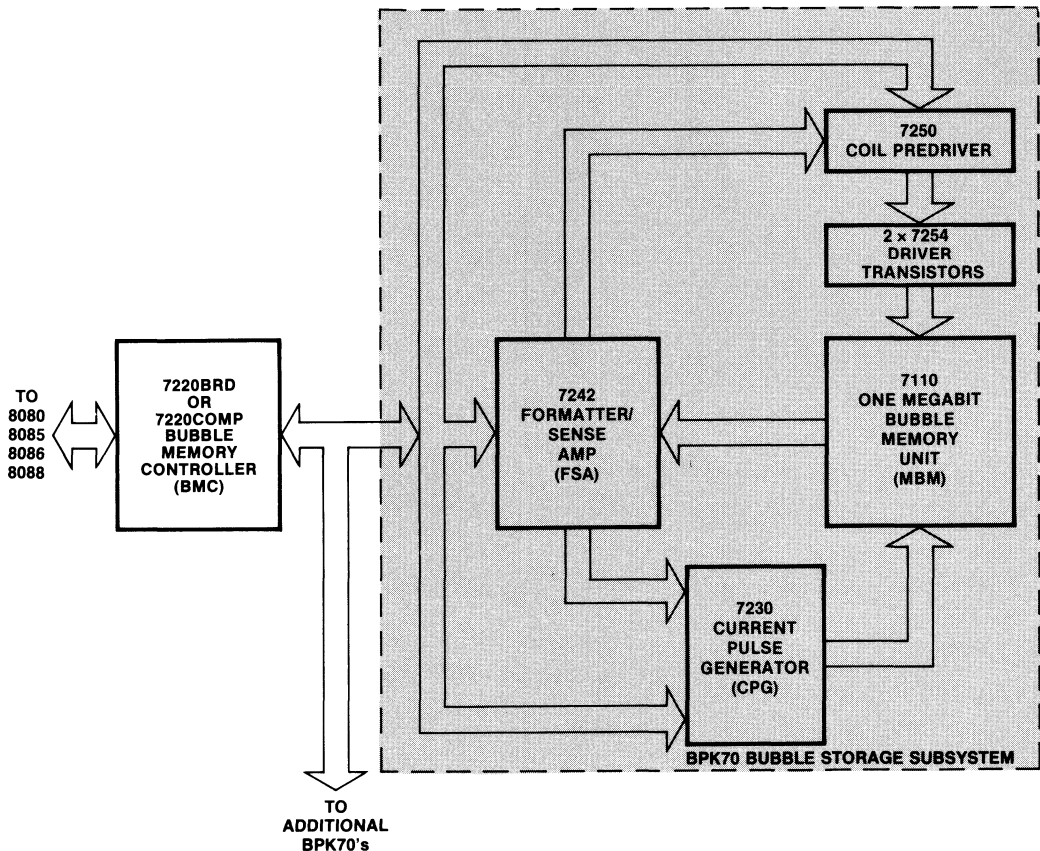 7250
COIL PREDRIVER
2 × 7254
DRIVER
TRANSISTORS
TO
8080
8085
8086
8088
7220BRD
OR
7220COMP
BUBBLE
MEMORY
CONTROLLER
(BMC)
7242
FORMATTER/
SENSE
AMP
(FSA)
7110
ONE MEGABIT
BUBBLE
MEMORY
UNIT
(MBM)
7230
CURRENT
PULSE
GENERATOR
(CPG)
BPK70 BUBBLE STORAGE SUBSYSTEM
TO
ADDITIONAL
BPK70's